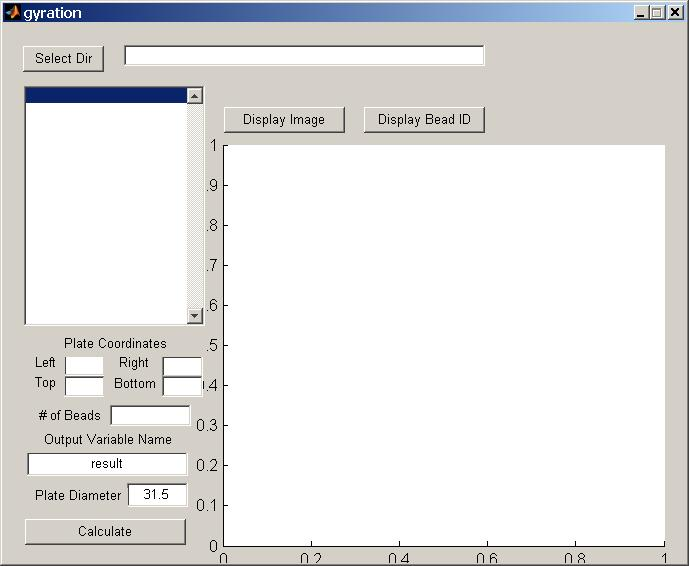 gyration
Select Dir
Display Image Display Bead ID
1
.9
.8
.7
.6
.5
0.4
0.3
0.2
0.1
0
0 0.2 0.4 0.6 0.8 1
Plate Coordinates
Left Right
Top Bottom
# of Beads
Output Variable Name
result
Plate Diameter 31.5
Calculate